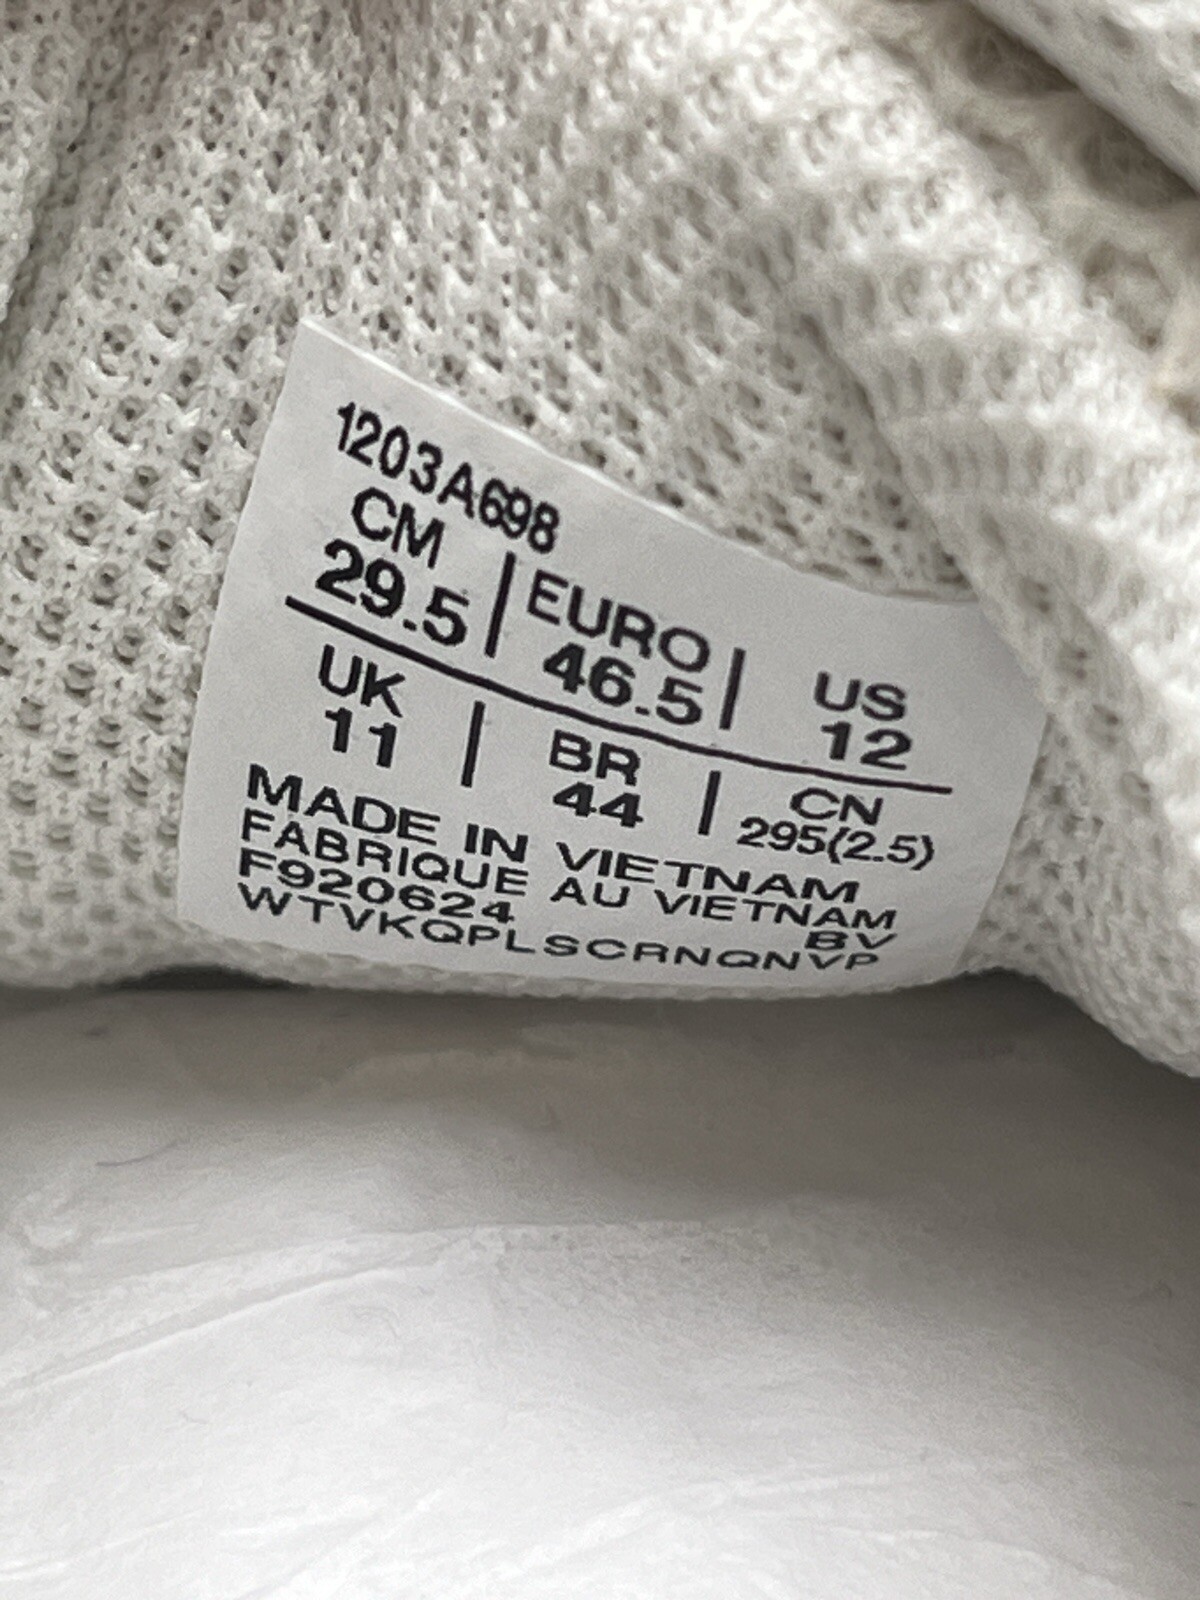 1203A698
CM 29.5 | EURO 46.5 | US 12
UK 11 | BR 44 | CN 295(2.5)
MADE IN VIETNAM
FABRIQUE AU VIETNAM
F920624 BV
WTVKQPLSCRNQNVP